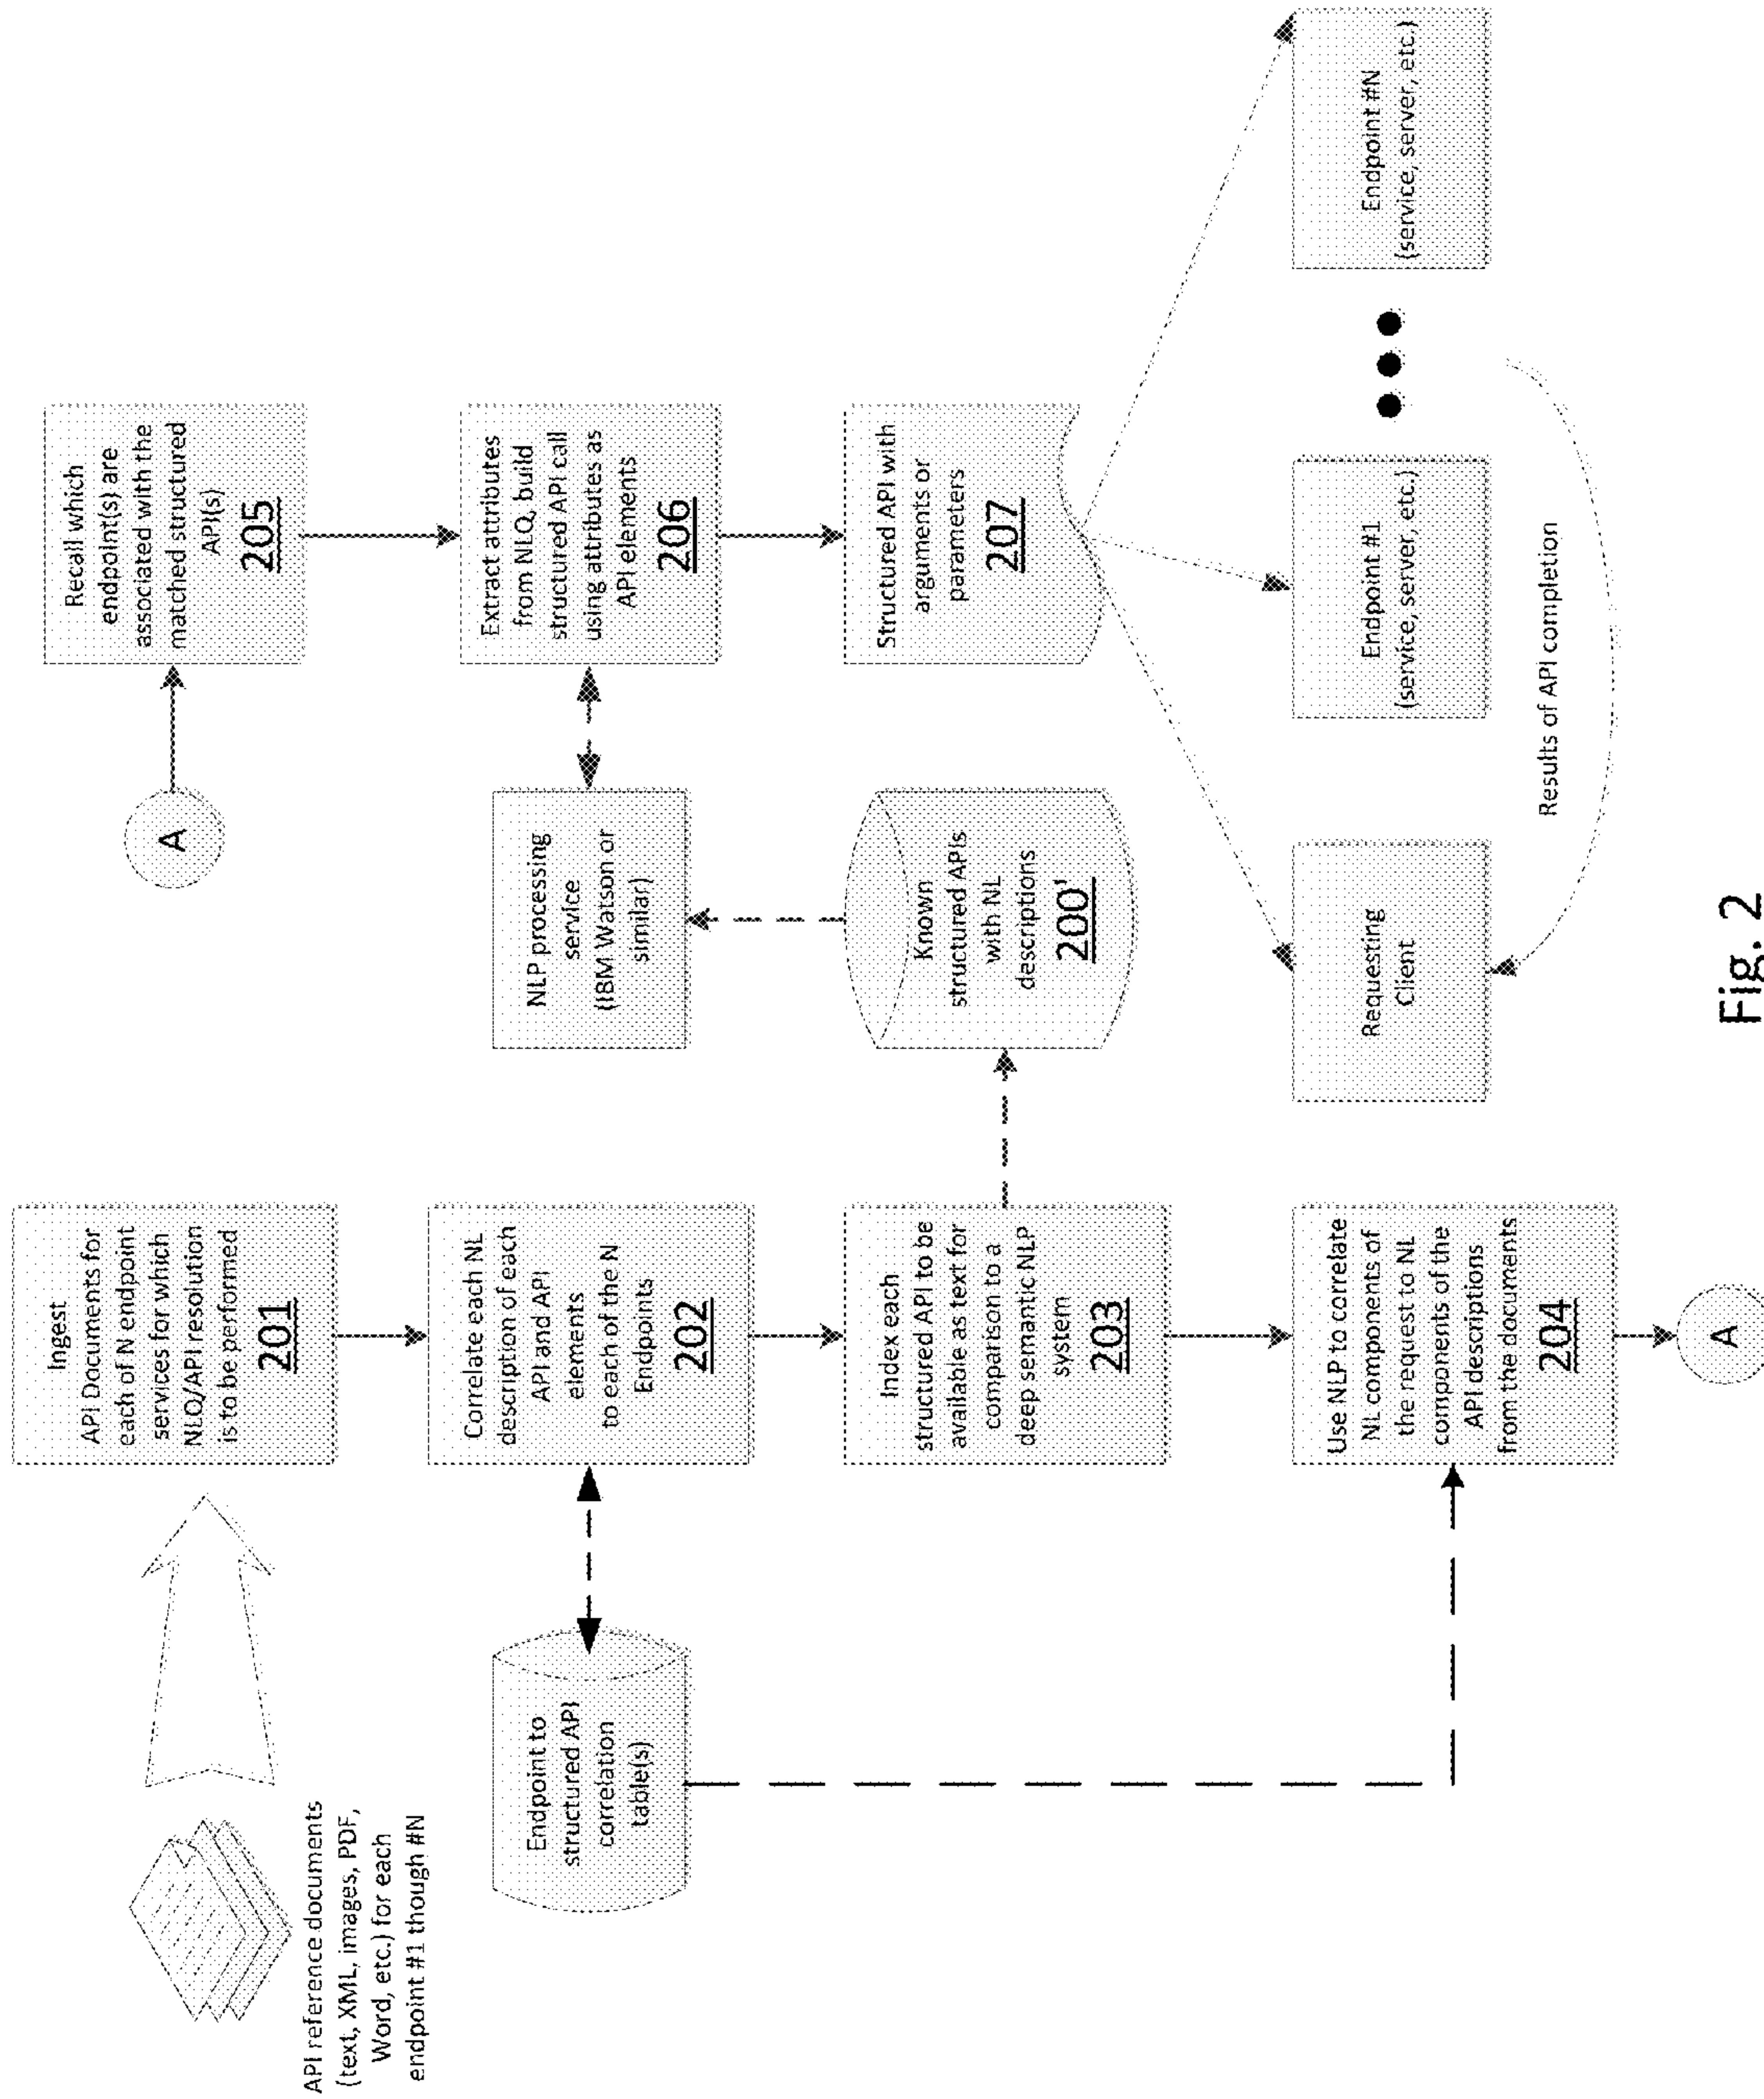 API reference documents
(text, XML, images, PDF,
Word, etc.) for each
endpoint #1 though #N
Ingest
API Documents for
each of N endpoint
services for which
NLQ/API resolution
is to be performed
201
Endpoint to
structured API
correlation
table(s)
Correlate each NL
description of each
API and API
elements
to each of the N
Endpoints
202
Index each
structured API to be
available as text for
comparison to a
deep semantic NLP
system
203
Use NLP to correlate
NL components of
the request to NL
components of the
API descriptions
from the documents
204
A
A
Recall which
endpoint(s) are
associated with the
matched structured
API(s)
205
NLP processing
service
(IBM Watson or
similar)
Extract attributes
from NLQ, build
structured API call
using attributes as
API elements
206
Known
structured APIs
with NL
descriptions
200'
Structured API with
arguments or
parameters
207
Requesting
Client
Endpoint #1
(service, server, etc.)
Endpoint #N
(service, server, etc.)
Results of API completion
Fig. 2